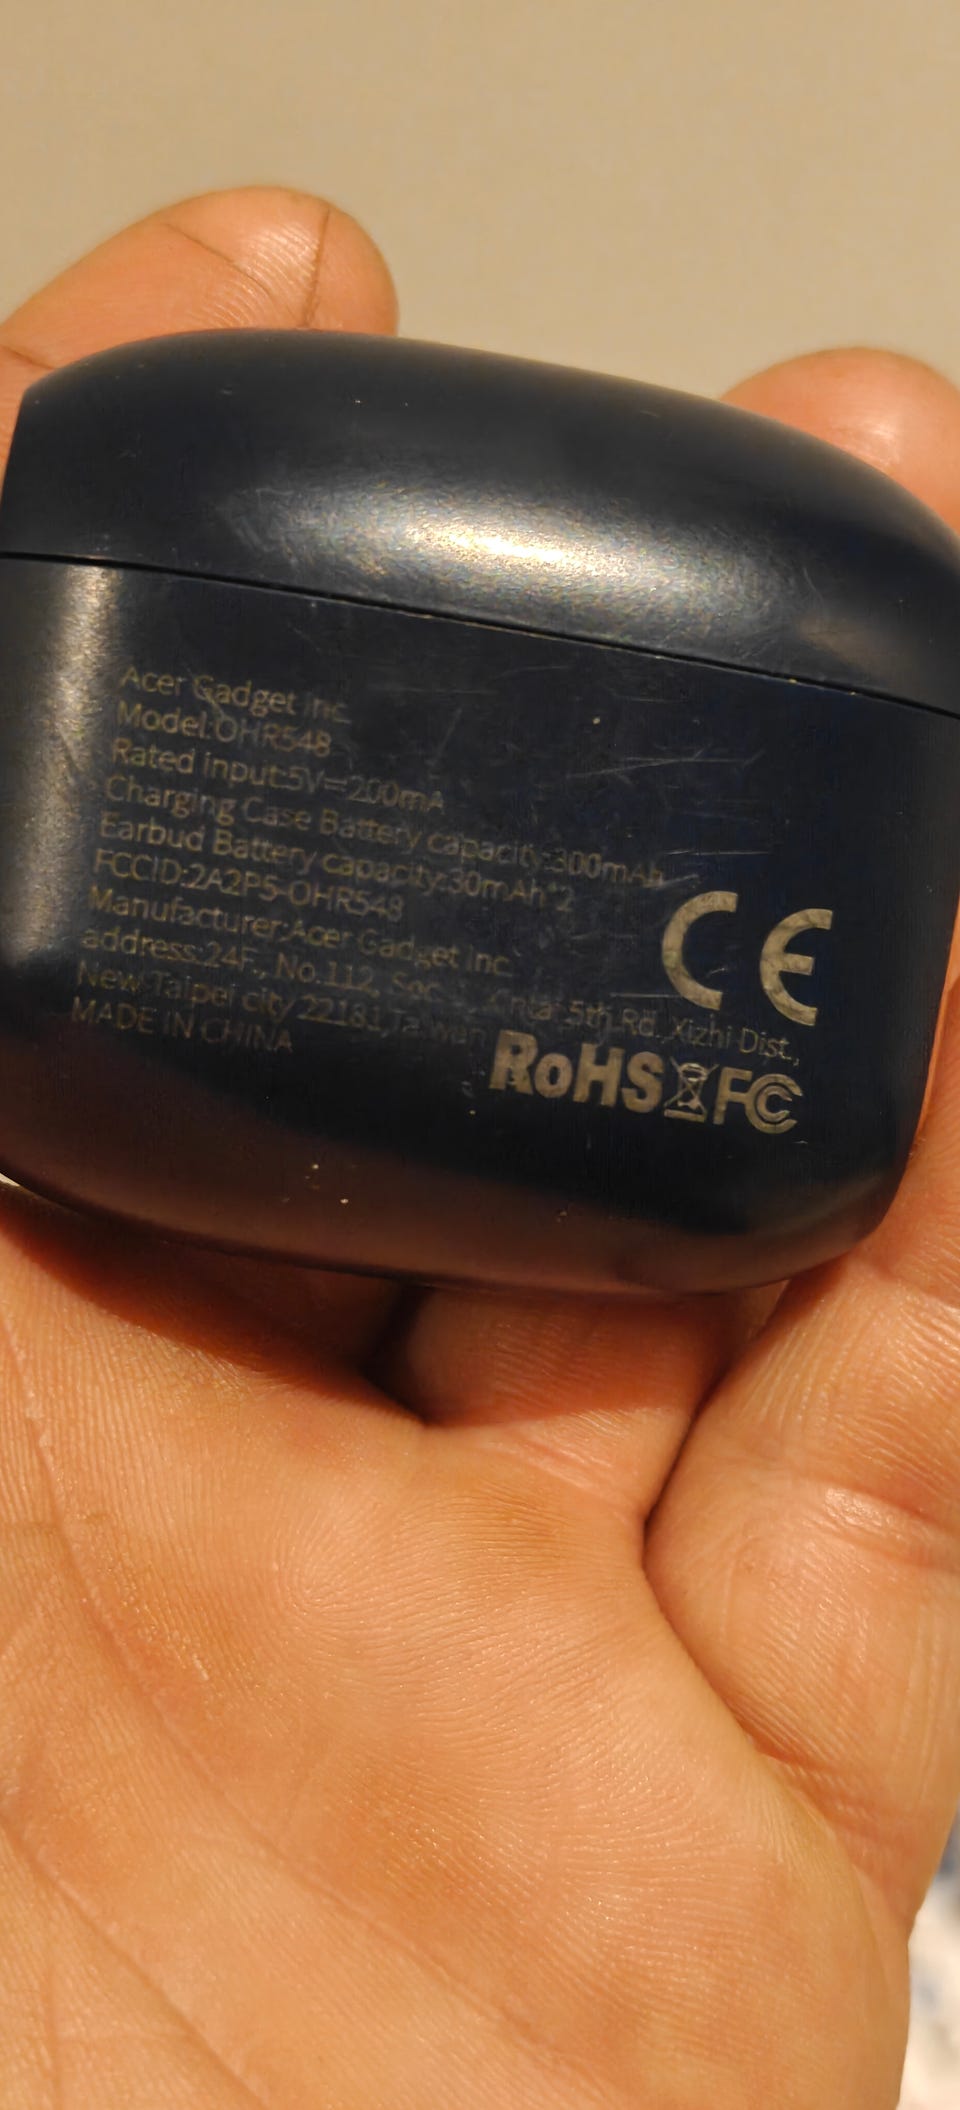 Acer Gadget Inc.
Model:OHR548
Rated input:5V=200mA
Charging Case Battery capacity:300mAh
Earbud Battery capacity:30mAh*2
FCCID:2A2P5-OHR548
Manufacturer:Acer Gadget Inc.
address:24F., No.112, Sec. 5th Rd. Xizhi Dist.,
New Taipei city 22181,Taiwan
MADE IN CHINA
CE
RoHS FC